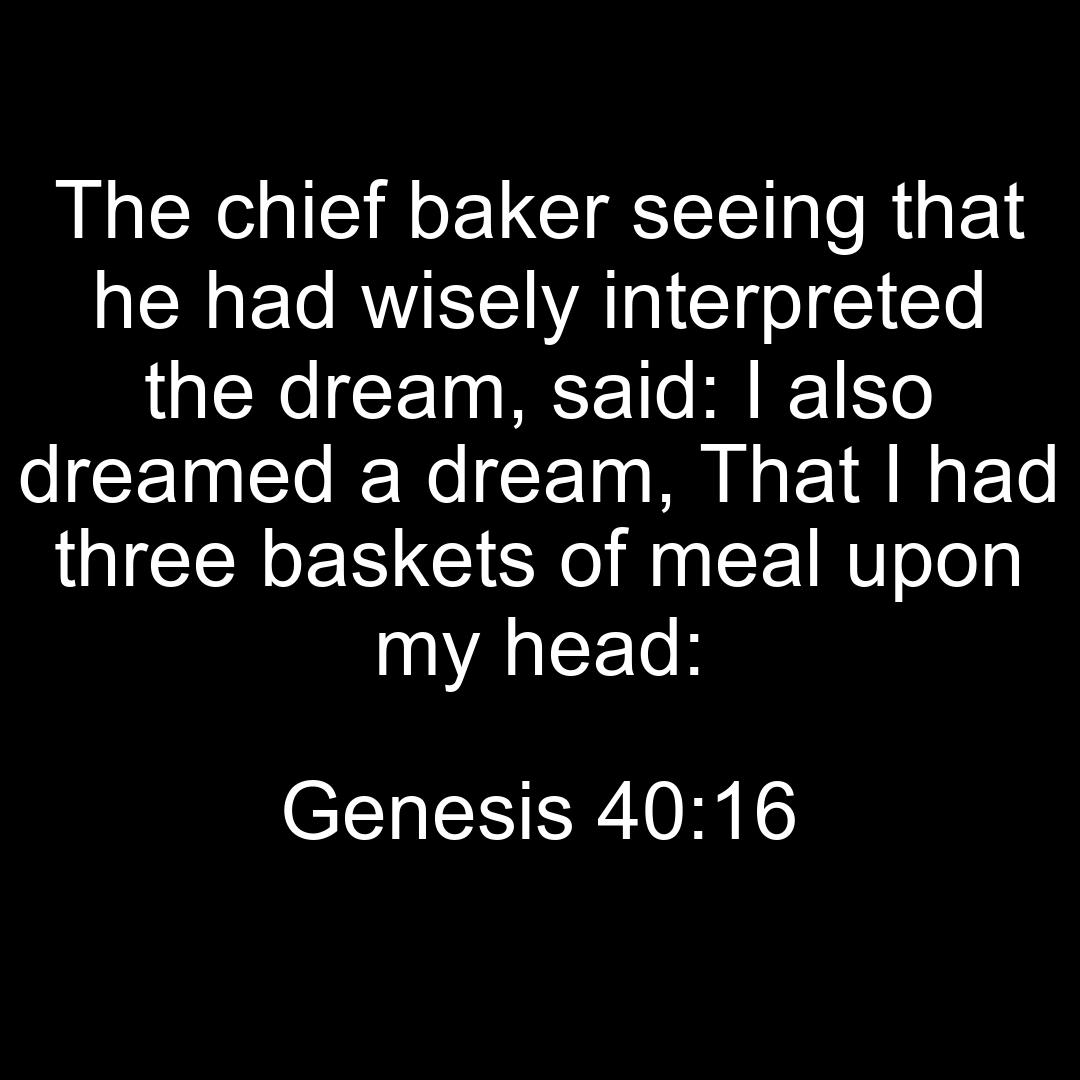 The chief baker seeing that
he had wisely interpreted
the dream, said: I also
dreamed a dream, That I had
three baskets of meal upon
my head:
Genesis 40:16